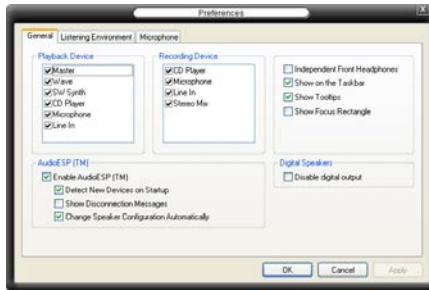 Preferences
X
General Listening Environment Microphone
Playback Device
Master
Wave
SW Synth
CD Player
Microphone
Line In
Recording Device
CD Player
Microphone
Line In
Stereo Mix
Independent Front Headphones
Show on the Taskbar
Show Tooltips
Show Focus Rectangle
AudioESP (TM)
Enable AudioESP (TM)
Detect New Devices on Startup
Show Disconnection Messages
Change Speaker Configuration Automatically
Digital Speakers
Disable digital output
OK Cancel Apply